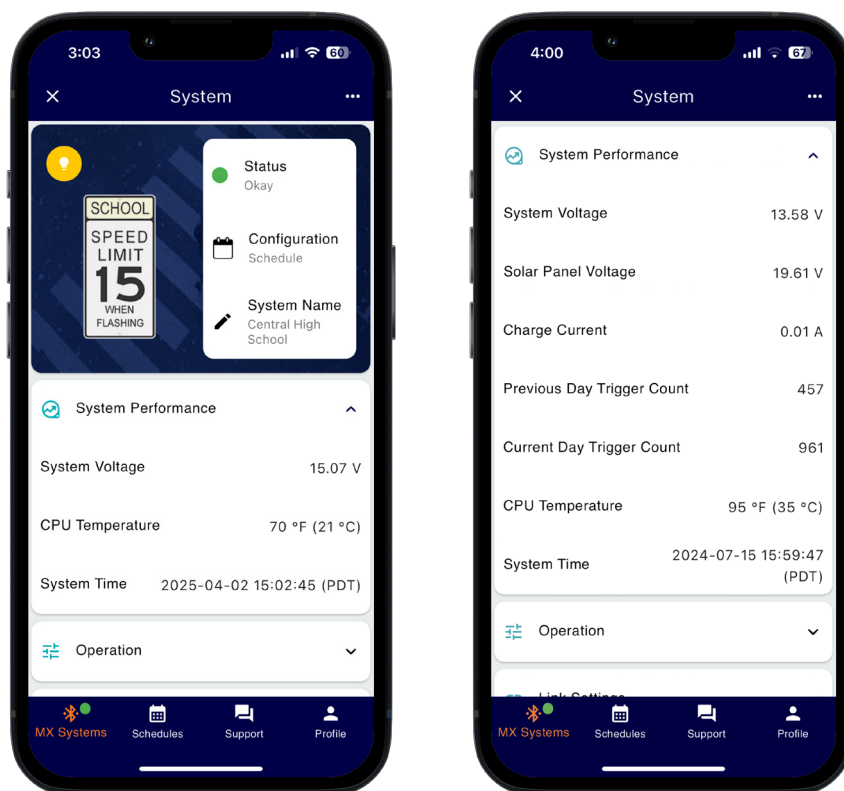 3:03
60
System
SCHOOL
SPEED
LIMIT
15
WHEN
FLASHING
Status
Okay
Configuration
Schedule
System Name
Central High
School
System Performance
System Voltage 15.07 V
CPU Temperature 70 °F (21 °C)
System Time 2025-04-02 15:02:45 (PDT)
Operation
MX Systems Schedules Support Profile
4:00
67
System
System Performance
System Voltage 13.58 V
Solar Panel Voltage 19.61 V
Charge Current 0.01 A
Previous Day Trigger Count 457
Current Day Trigger Count 961
CPU Temperature 95 °F (35 °C)
System Time 2024-07-15 15:59:47
(PDT)
Operation
Link Settings
MX Systems Schedules Support Profile